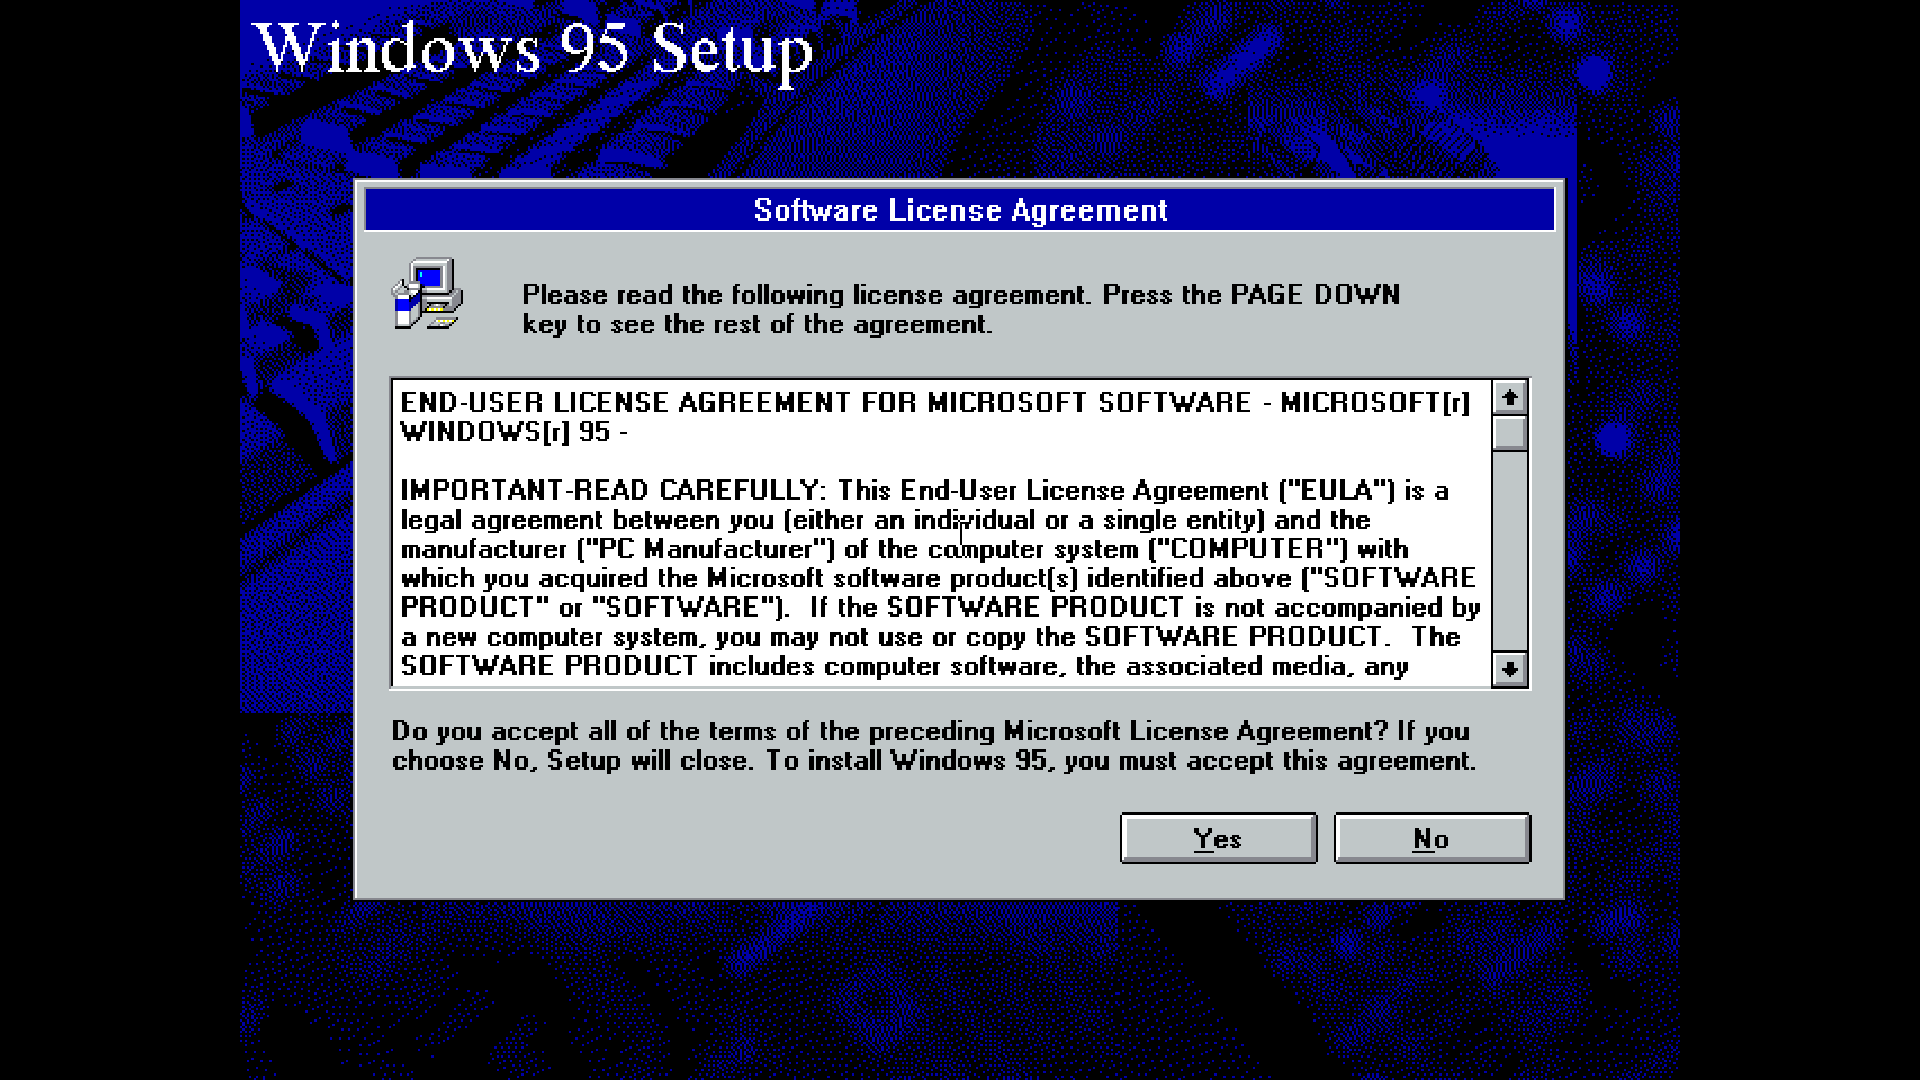 Windows 95 Setup
Software License Agreement
Please read the following license agreement. Press the PAGE DOWN
key to see the rest of the agreement.
END-USER LICENSE AGREEMENT FOR MICROSOFT SOFTWARE - MICROSOFT[r]
WINDOWS[r] 95 -
IMPORTANT-READ CAREFULLY: This End-User License Agreement ("EULA") is a
legal agreement between you (either an individual or a single entity) and the
manufacturer ("PC Manufacturer") of the computer system ("COMPUTER") with
which you acquired the Microsoft software product(s) identified above ("SOFTWARE
PRODUCT" or "SOFTWARE").  If the SOFTWARE PRODUCT is not accompanied by
a new computer system, you may not use or copy the SOFTWARE PRODUCT.  The
SOFTWARE PRODUCT includes computer software, the associated media, any
Do you accept all of the terms of the preceding Microsoft License Agreement? If you
choose No, Setup will close. To install Windows 95, you must accept this agreement.
Yes
No